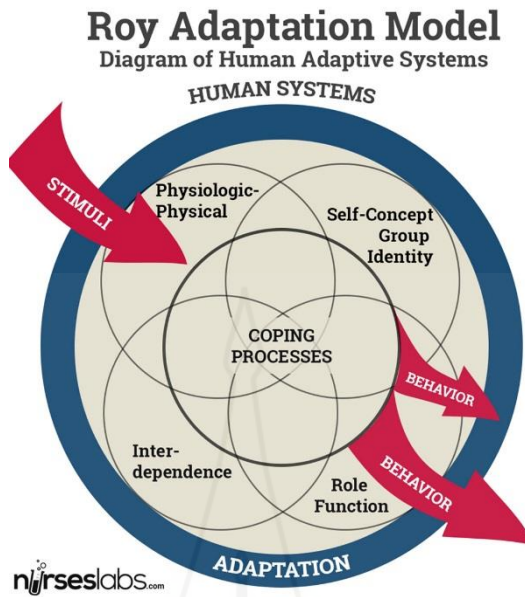 Roy Adaptation Model
Diagram of Human Adaptive Systems
HUMAN SYSTEMS
STIMULI
Physiologic-
Physical
Self-Concept
Group
Identity
COPING
PROCESSES
BEHAVIOR
Inter-
dependence
Role
Function
BEHAVIOR
ADAPTATION
nurseslabs.com